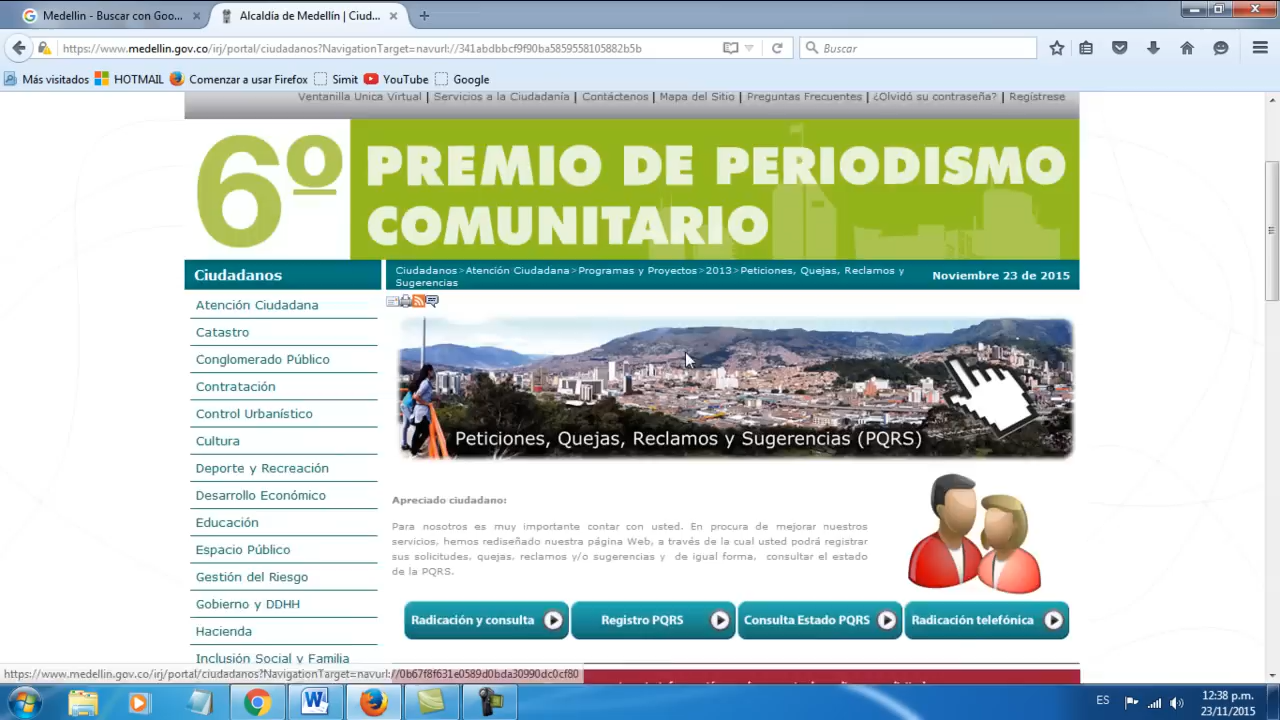 Medellin - Buscar con Goo...
Alcaldía de Medellín | Ciud...
https://www.medellin.gov.co/irj/portal/ciudadanos?NavigationTarget=navurl://341abdbbcf9f90ba5859558105882b5b
Buscar
Más visitados HOTMAIL Comenzar a usar Firefox Simit YouTube Google
Ventanilla Única Virtual | Servicios a la Ciudadanía | Contáctenos | Mapa del Sitio | Preguntas Frecuentes | ¿Olvidó su contraseña? | Regístrese
6º PREMIO DE PERIODISMO
COMUNITARIO
Ciudadanos
Ciudadanos>Atención Ciudadana>Programas y Proyectos>2013>Peticiones, Quejas, Reclamos y
Sugerencias
Noviembre 23 de 2015
Atención Ciudadana
Catastro
Conglomerado Público
Contratación
Control Urbanístico
Cultura
Deporte y Recreación
Desarrollo Económico
Educación
Espacio Público
Gestión del Riesgo
Gobierno y DDHH
Hacienda
Inclusión Social y Familia
Peticiones, Quejas, Reclamos y Sugerencias (PQRS)
Apreciado ciudadano:
Para nosotros es muy importante contar con usted. En procura de mejorar nuestros
servicios, hemos rediseñado nuestra página Web, a través de la cual usted podrá registrar
sus solicitudes, quejas, reclamos y/o sugerencias y de igual forma, consultar el estado
de la PQRS.
Radicación y consulta
Registro PQRS
Consulta Estado PQRS
Radicación telefónica
https://www.medellin.gov.co/irj/portal/ciudadanos?NavigationTarget=navurl://0b67f8f631e0589d0bda30990dc0cf80
ES
12:38 p.m.
23/11/2015